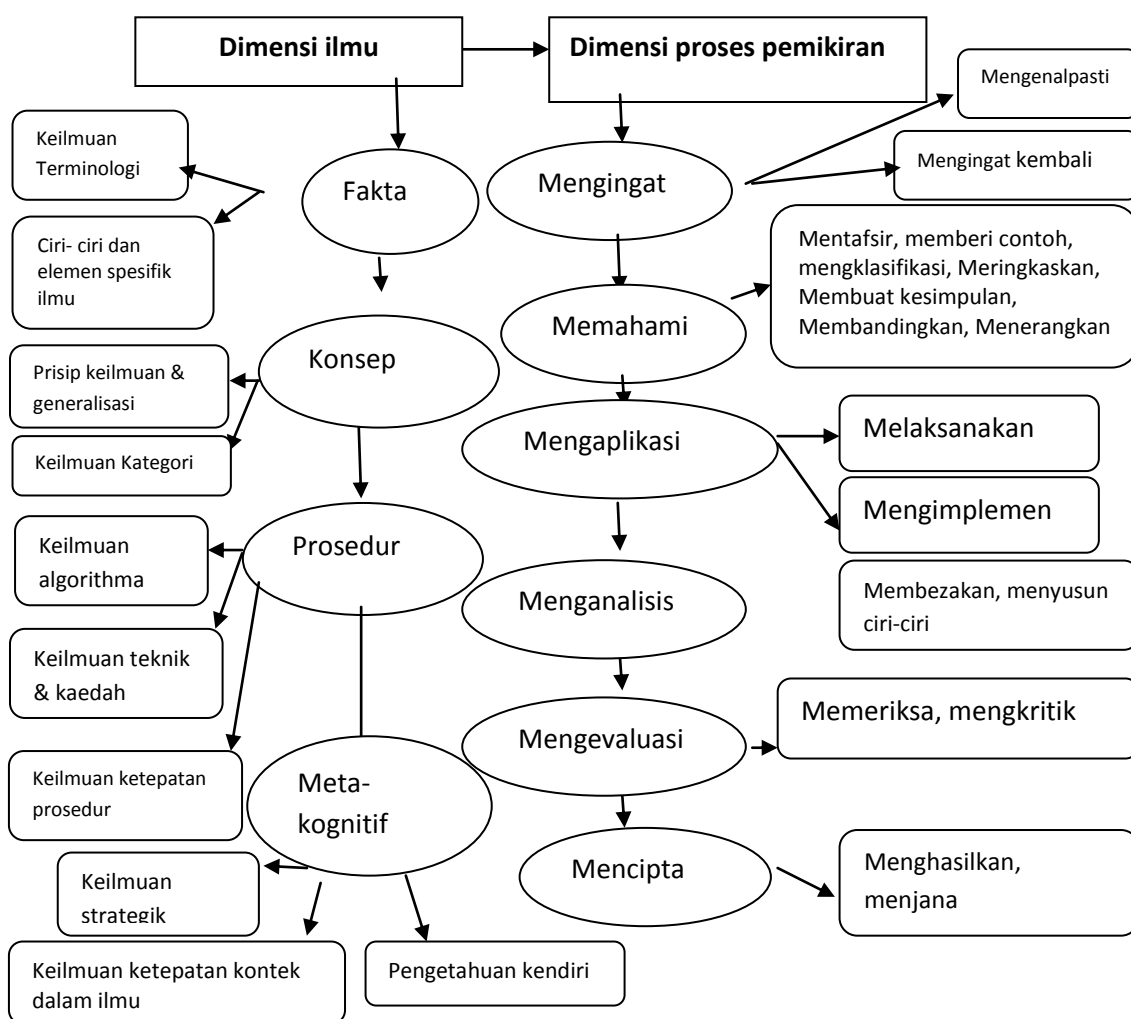 Dimensi ilmu
Dimensi proses pemikiran
Mengenalpasti
Keilmuan
Terminologi
Fakta
Mengingat
Mengingat kembali
Ciri- ciri dan
elemen spesifik
ilmu
Mentafsir, memberi contoh,
mengklasifikasi, Meringkaskan,
Membuat kesimpulan,
Membandingkan, Menerangkan
Memahami
Konsep
Prisip keilmuan &
generalisasi
Keilmuan Kategori
Mengaplikasi
Melaksanakan
Mengimplemen
Prosedur
Keilmuan
algorithma
Menganalisis
Membezakan, menyusun
ciri-ciri
Keilmuan teknik
& kaedah
Mengevaluasi
Memeriksa, mengkritik
Keilmuan ketepatan
prosedur
Meta-
kognitif
Mencipta
Menghasilkan,
menjana
Keilmuan
strategik
Keilmuan ketepatan kontek
dalam ilmu
Pengetahuan kendiri